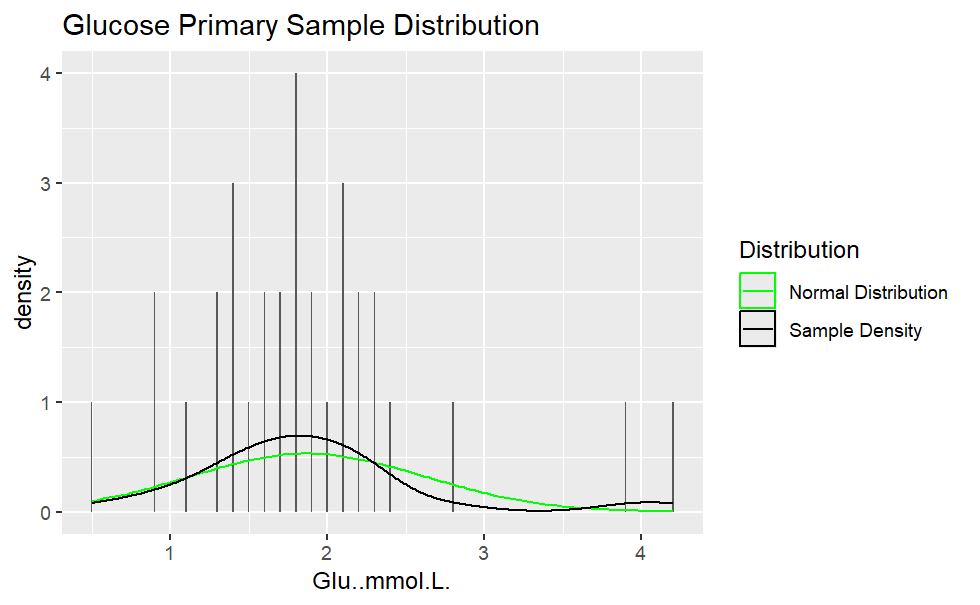 Glucose Primary Sample Distribution
4
3
2
1
0
density
1 2 3 4
Glu..mmol.L.
Distribution
Normal Distribution
Sample Density